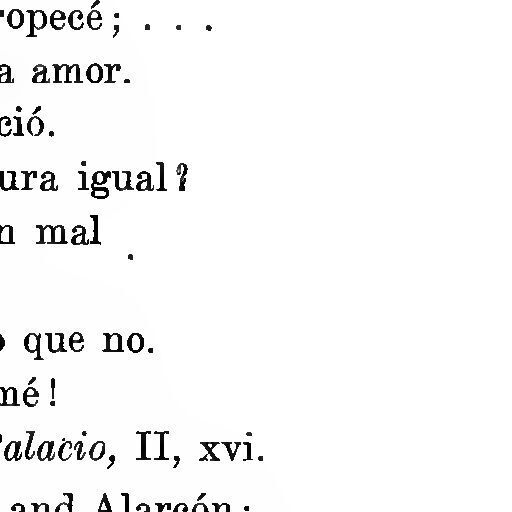 ropecé; . . .
a amor.
ció.
ura igual?
n mal
que no.
mé!
Palacio, II, xvi.
and Alarcón: